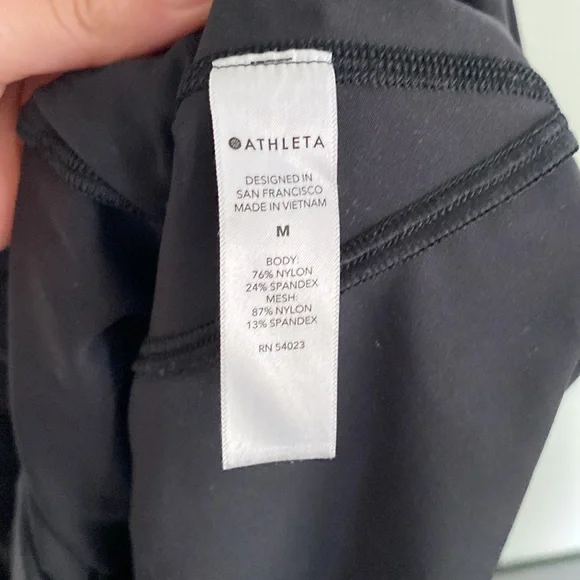 ATHLETA
DESIGNED IN
SAN FRANCISCO
MADE IN VIETNAM
M
BODY:
76% NYLON
24% SPANDEX
MESH:
87% NYLON
13% SPANDEX
RN 54023